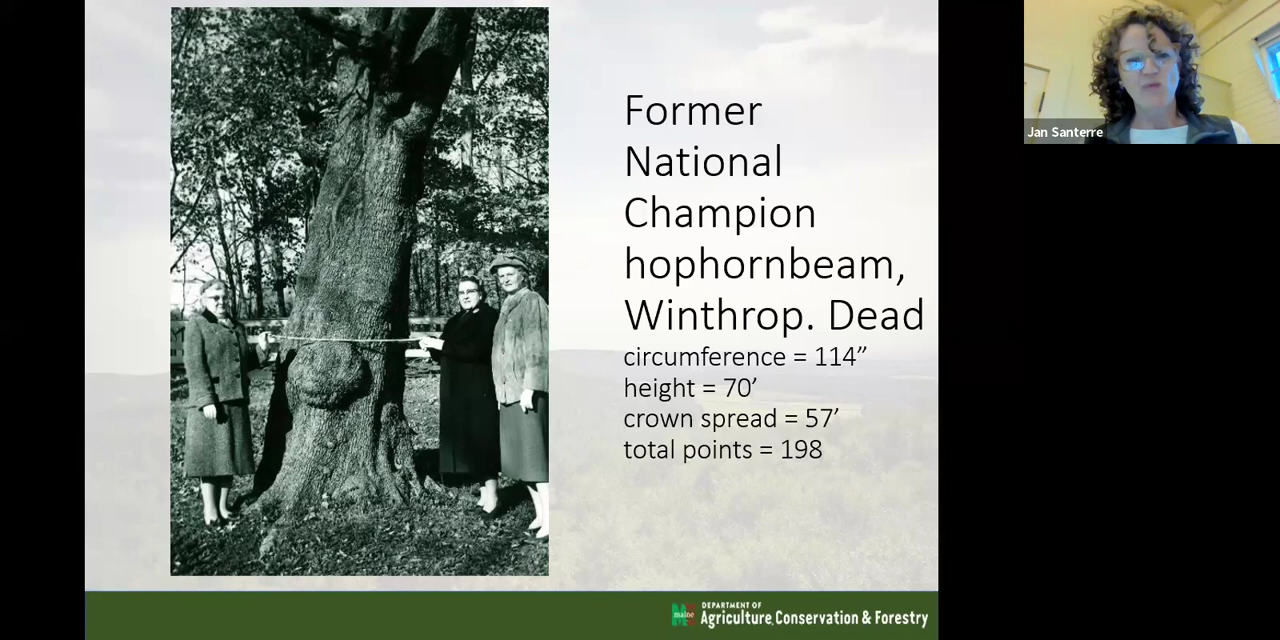 Former
National
Champion
hophornbeam,
Winthrop. Dead
circumference = 114”
height = 70’
crown spread = 57’
total points = 198
Jan Santerre
maine
DEPARTMENT OF
Agriculture, Conservation & Forestry